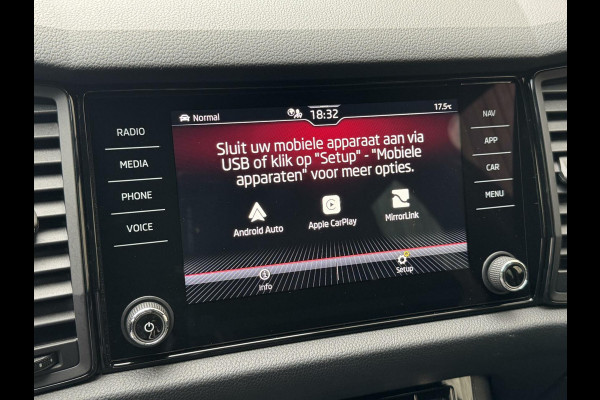 Normal
18:32
17.5°C
RADIO
MEDIA
PHONE
VOICE
NAV
APP
CAR
MENU
Sluit uw mobiele apparaat aan via
USB of klik op "Setup" - "Mobiele
apparaten" voor meer opties.
Android Auto
Apple CarPlay
MirrorLink
Info
Setup